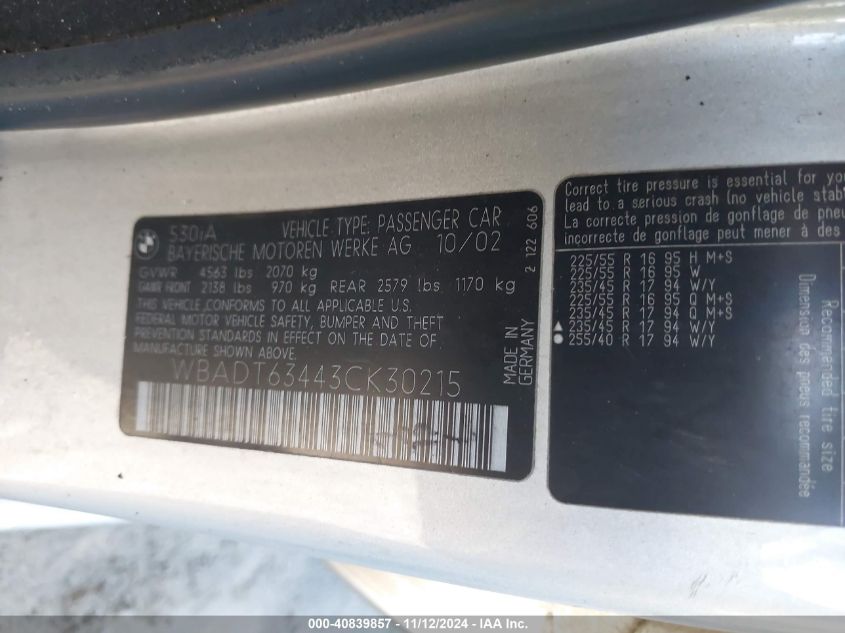 530iA VEHICLE TYPE: PASSENGER CAR
BAYERISCHE MOTOREN WERKE AG 10/02
GVWR 4563 lbs 2070 kg
GAWR FRONT 2138 lbs 970 kg REAR 2579 lbs 1170 kg
THIS VEHICLE CONFORMS TO ALL APPLICABLE U.S.
FEDERAL MOTOR VEHICLE SAFETY, BUMPER AND THEFT
PREVENTION STANDARDS IN EFFECT ON THE DATE OF
MANUFACTURE SHOWN ABOVE.
WBADT63443CK30215
MADE IN
GERMANY
2 122 606
Correct tire pressure is essential for you
lead to a serious crash (no vehicle stab
La correcte pression de gonflage de pneu
incorrecte de gonflage peut mener à des
225/55 R 16 95 H M+S
225/55 R 16 95 W
235/45 R 17 94 W/Y
225/55 R 16 95 Q M+S
235/45 R 17 94 Q M+S
235/45 R 17 94 W/Y
255/40 R 17 94 W/Y
Recommended tire size
Dimension des pneus recommandée
000-40839857 - 11/12/2024 - IAA Inc.